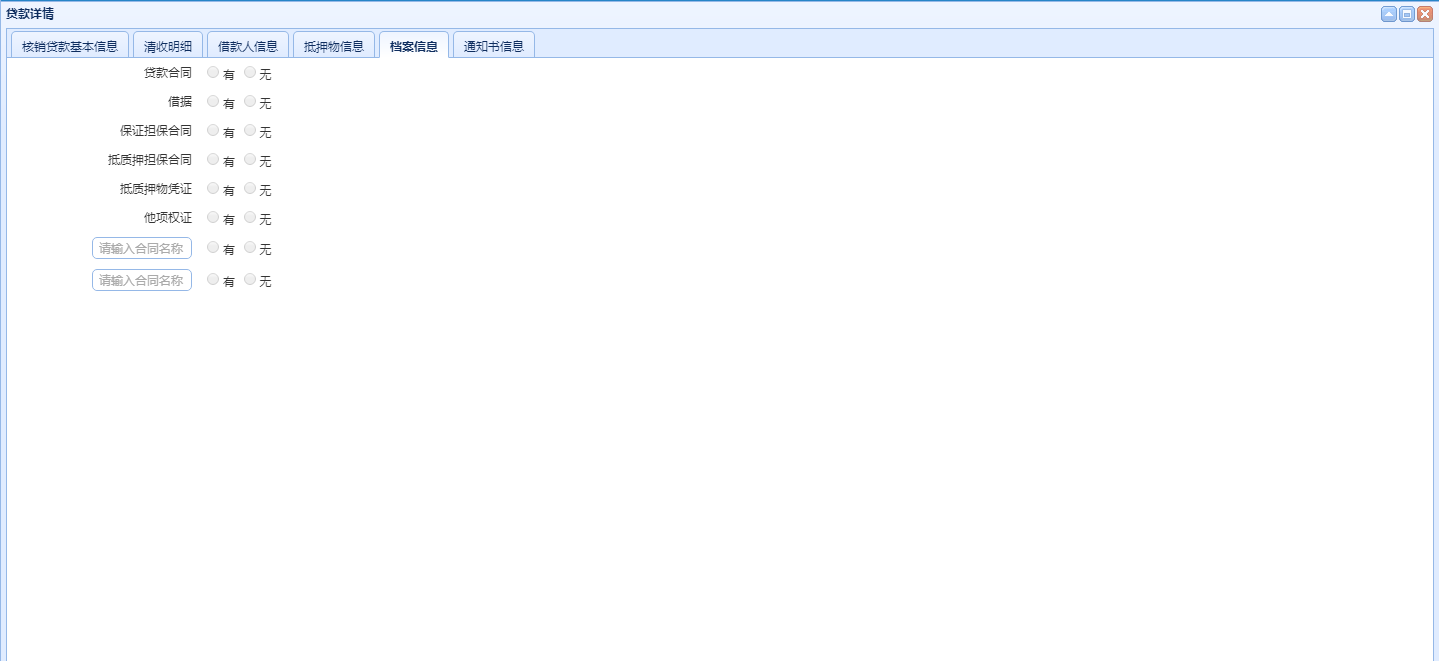 贷款详情
核销贷款基本信息 清收明细 借款人信息 抵押物信息 档案信息 通知书信息
贷款合同 有 无
借据 有 无
保证担保合同 有 无
抵质押担保合同 有 无
抵质押物凭证 有 无
他项权证 有 无
请输入合同名称 有 无
请输入合同名称 有 无